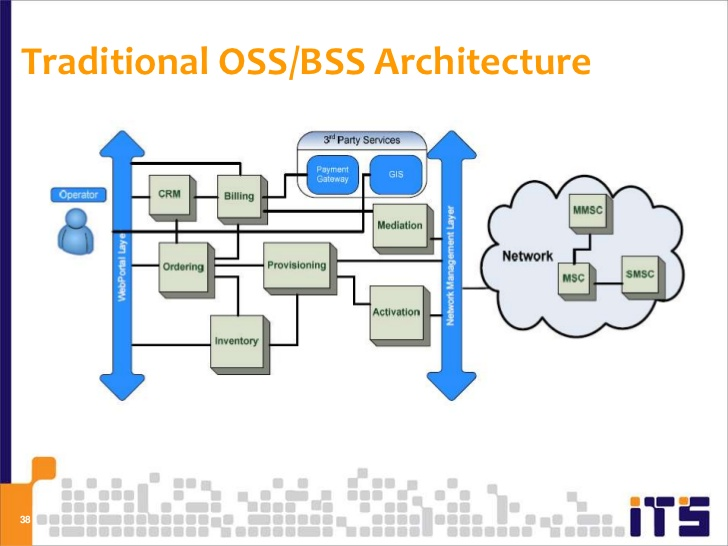 Traditional OSS/BSS Architecture
3rd Party Services
Payment
Gateway
GIS
Operator
CRM
Billing
Mediation
MMSC
WebPortal Layer
Network Management Layer
Network
Ordering
Provisioning
MSC
SMSC
Activation
Inventory
38
iTS